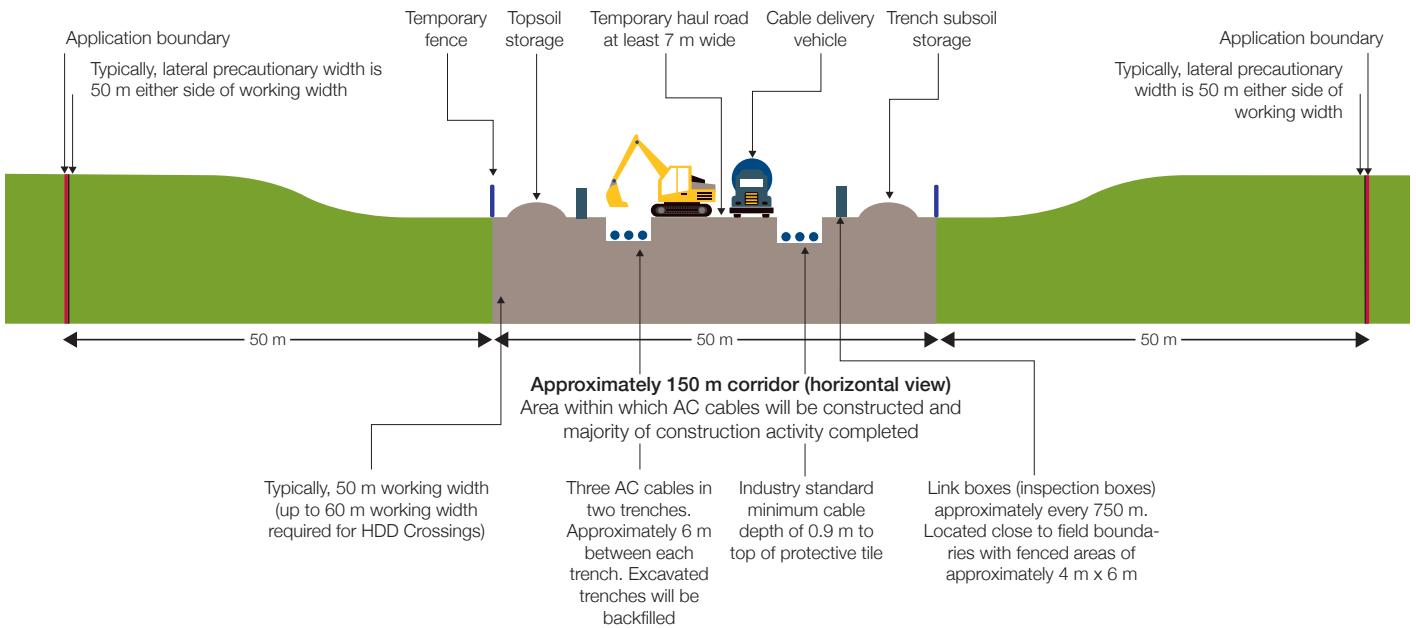 Application boundary
Typically, lateral precautionary width is
50 m either side of working width
Temporary
fence
Topsoil
storage
Temporary haul road
at least 7 m wide
Cable delivery
vehicle
Trench subsoil
storage
Application boundary
Typically, lateral precautionary
width is 50 m either side of
working width
50 m
50 m
50 m
Approximately 150 m corridor (horizontal view)
Area within which AC cables will be constructed and
majority of construction activity completed
Typically, 50 m working width
(up to 60 m working width
required for HDD Crossings)
Three AC cables in
two trenches.
Approximately 6 m
between each
trench. Excavated
trenches will be
backfilled
Industry standard
minimum cable
depth of 0.9 m to
top of protective tile
Link boxes (inspection boxes)
approximately every 750 m.
Located close to field bounda-
ries with fenced areas of
approximately 4 m x 6 m